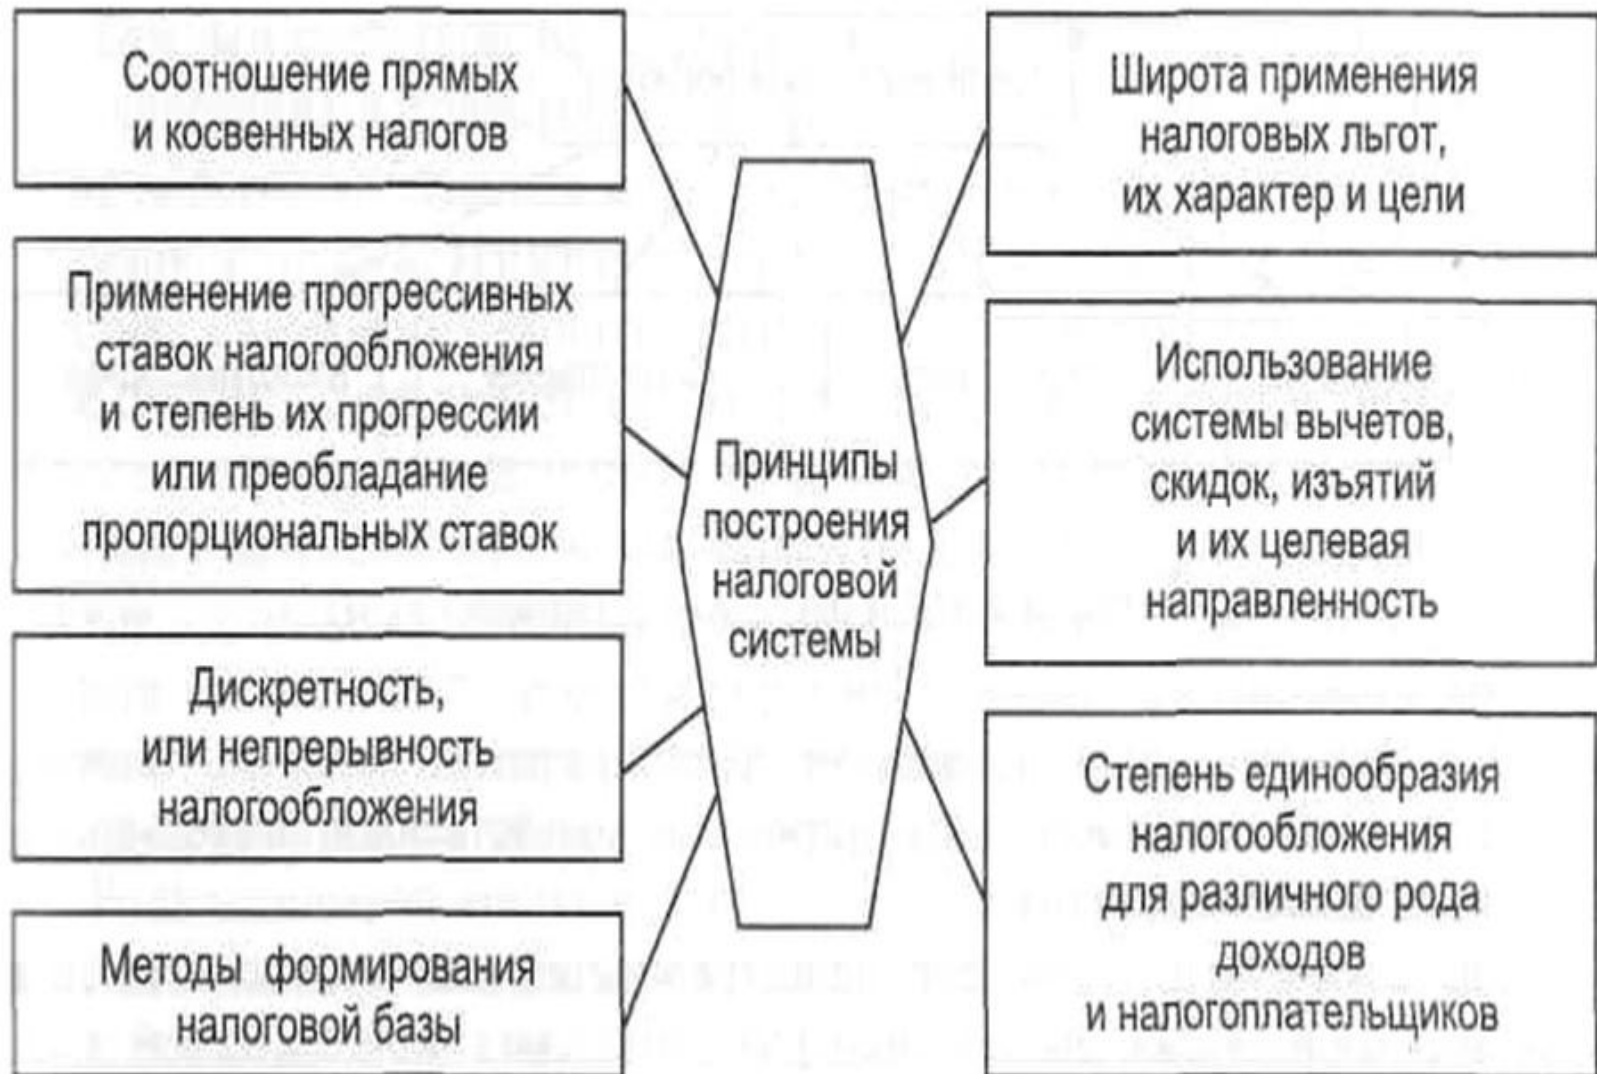 Соотношение прямых
и косвенных налогов
Применение прогрессивных
ставок налогообложения
и степень их прогрессии
или преобладание
пропорциональных ставок
Дискретность,
или непрерывность
налогообложения
Методы формирования
налоговой базы
Принципы
построения
налоговой
системы
Широта применения
налоговых льгот,
их характер и цели
Использование
системы вычетов,
скидок, изъятий
и их целевая
направленность
Степень единообразия
налогообложения
для различного рода
доходов
и налогоплательщиков